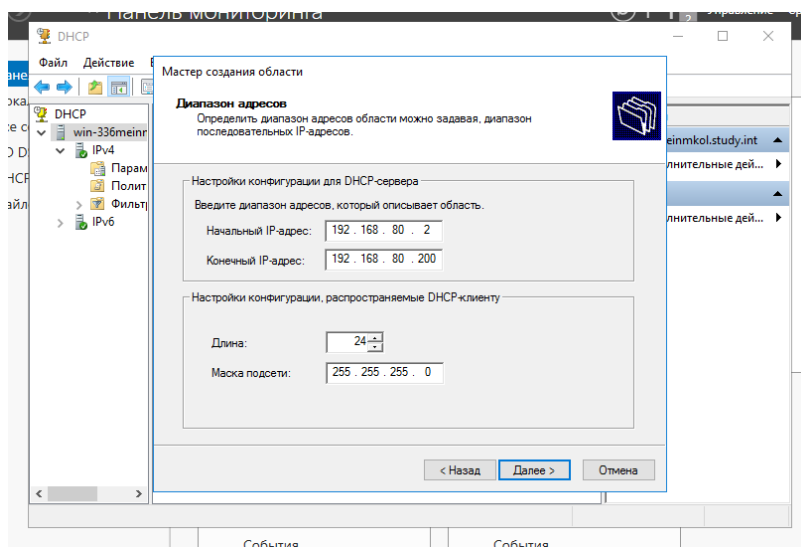 Панель мониторинга
2
Управление
DHCP
Файл Действие
DHCP
win-336meinr
IPv4
Парам
Полит
Фильт
IPv6
Мастер создания области
Диапазон адресов
Определить диапазон адресов области можно задавая, диапазон
последовательных IP-адресов.
Настройки конфигурации для DHCP-сервера
Введите диапазон адресов, который описывает область.
Начальный IP-адрес: 192 . 168 . 80 . 2
Конечный IP-адрес: 192 . 168 . 80 . 200
Настройки конфигурации, распространяемые DHCP-клиенту
Длина: 24
Маска подсети: 255 . 255 . 255 . 0
< Назад Далее > Отмена
einmkol.study.int
лнительные дей...
лнительные дей...
События
События